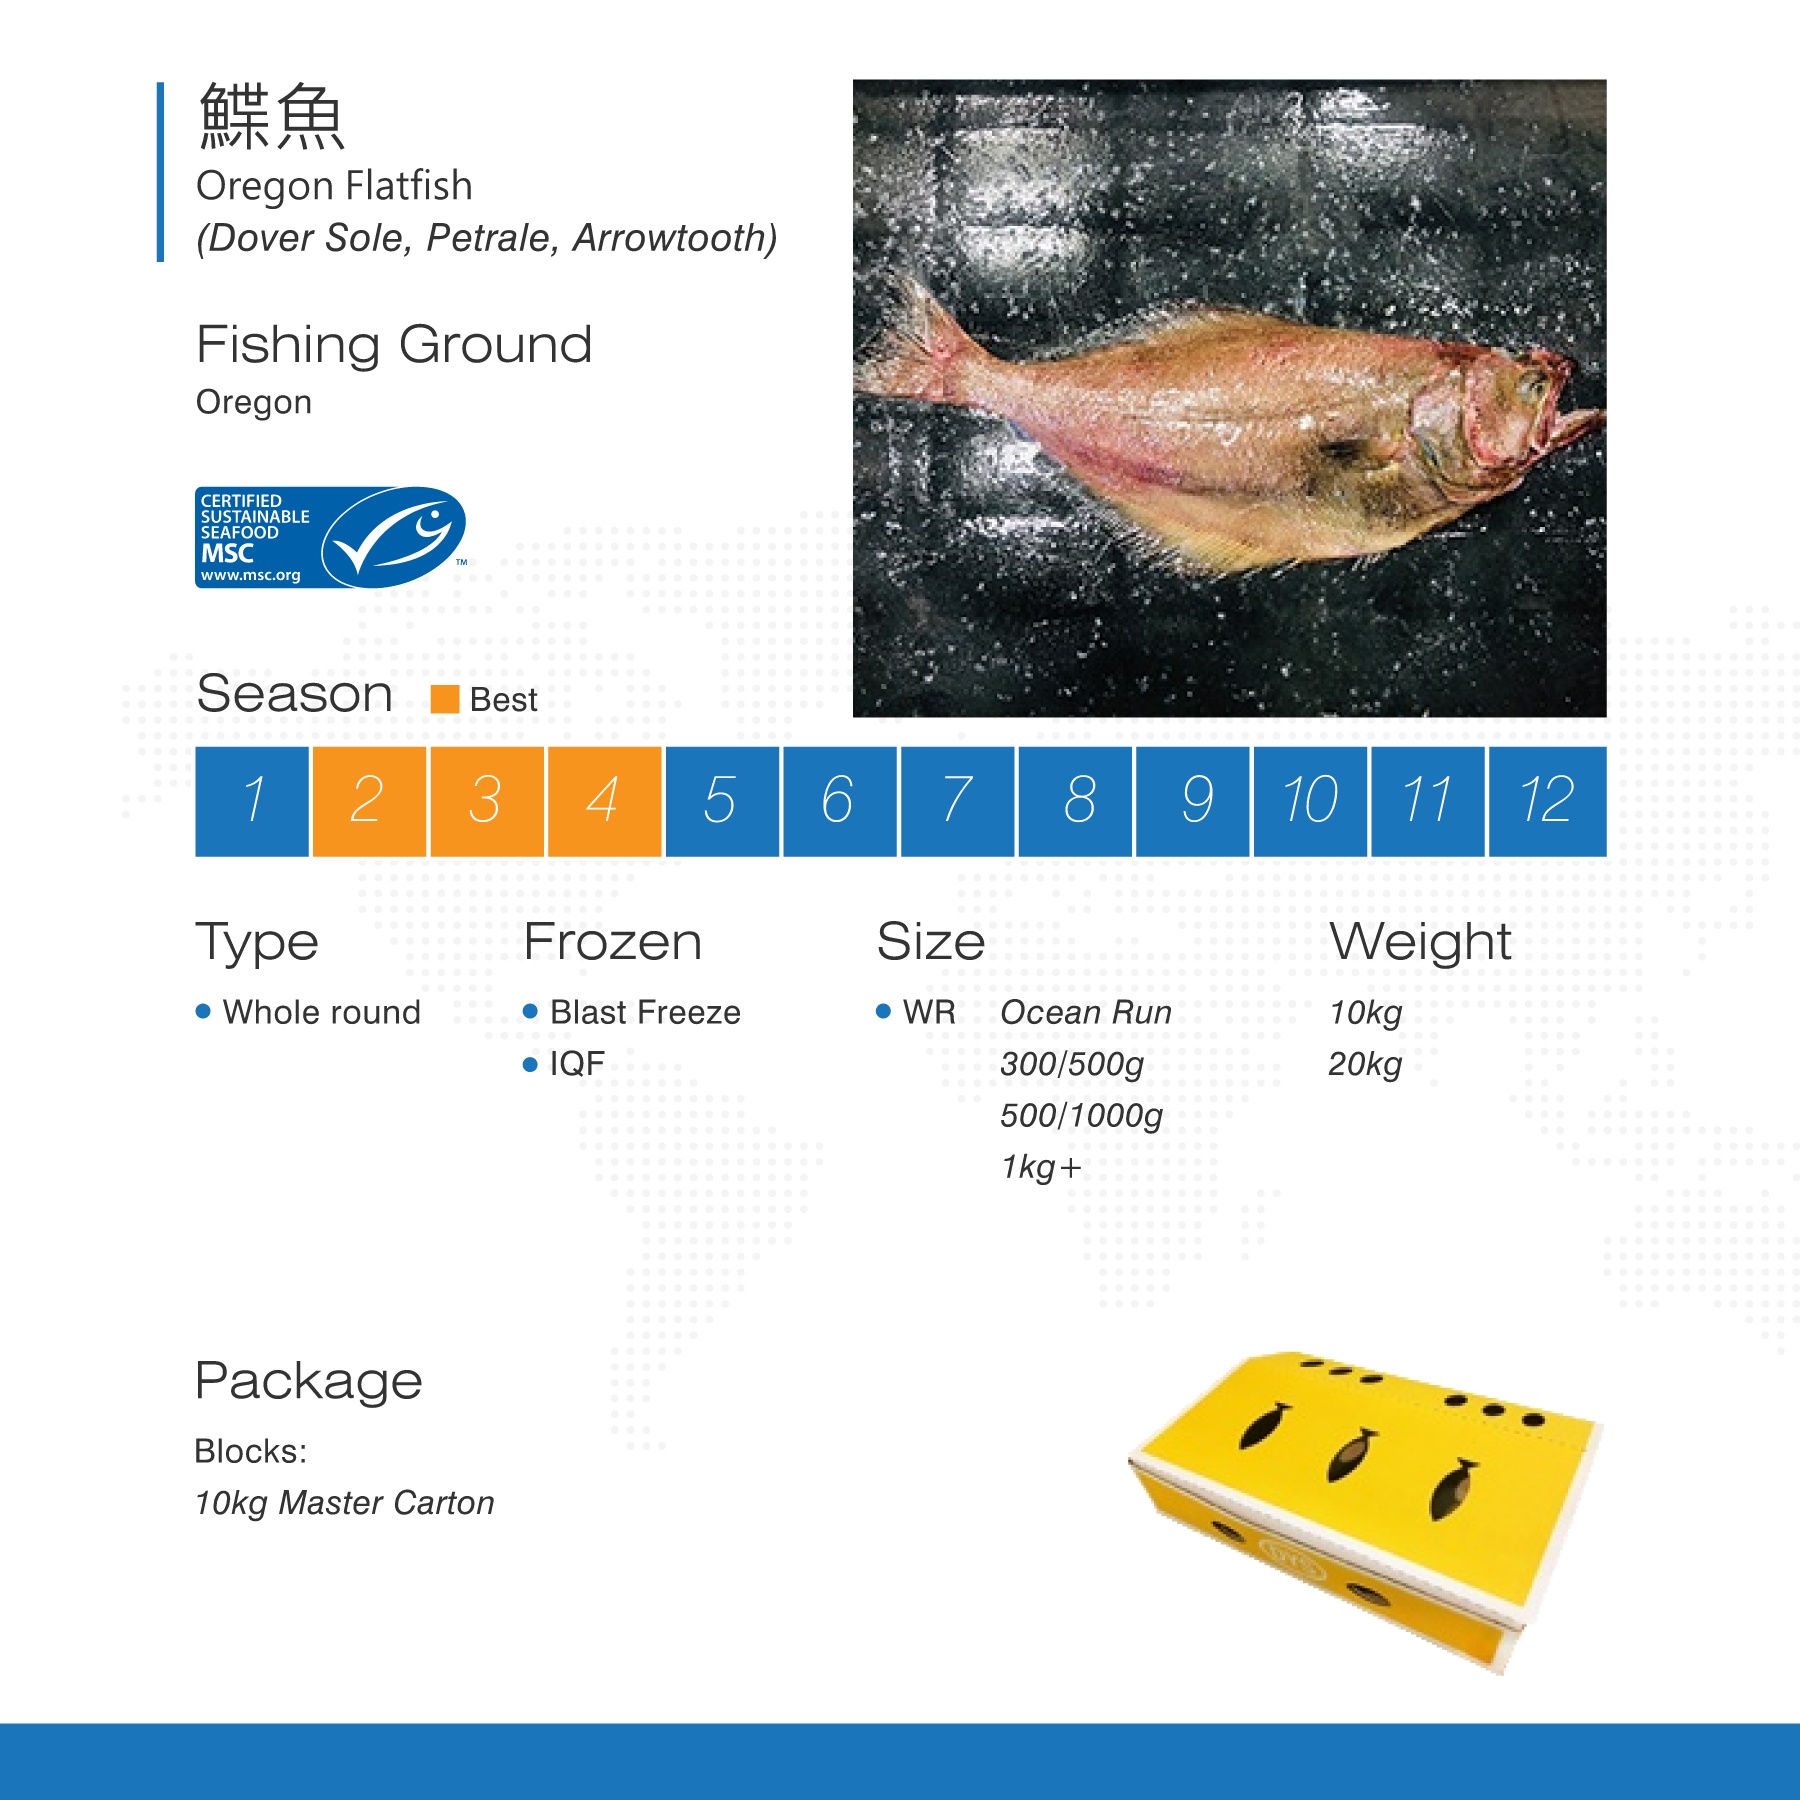 鰈魚
Oregon Flatfish
(Dover Sole, Petrale, Arrowtooth)
Fishing Ground
Oregon
CERTIFIED
SUSTAINABLE
SEAFOOD
MSC
www.msc.org
TM
Season
Best
1 2 3 4 5 6 7 8 9 10 11 12
Type
Whole round
Frozen
Blast Freeze
IQF
Size
WR Ocean Run
300/500g
500/1000g
1kg+
Weight
10kg
20kg
Package
Blocks:
10kg Master Carton